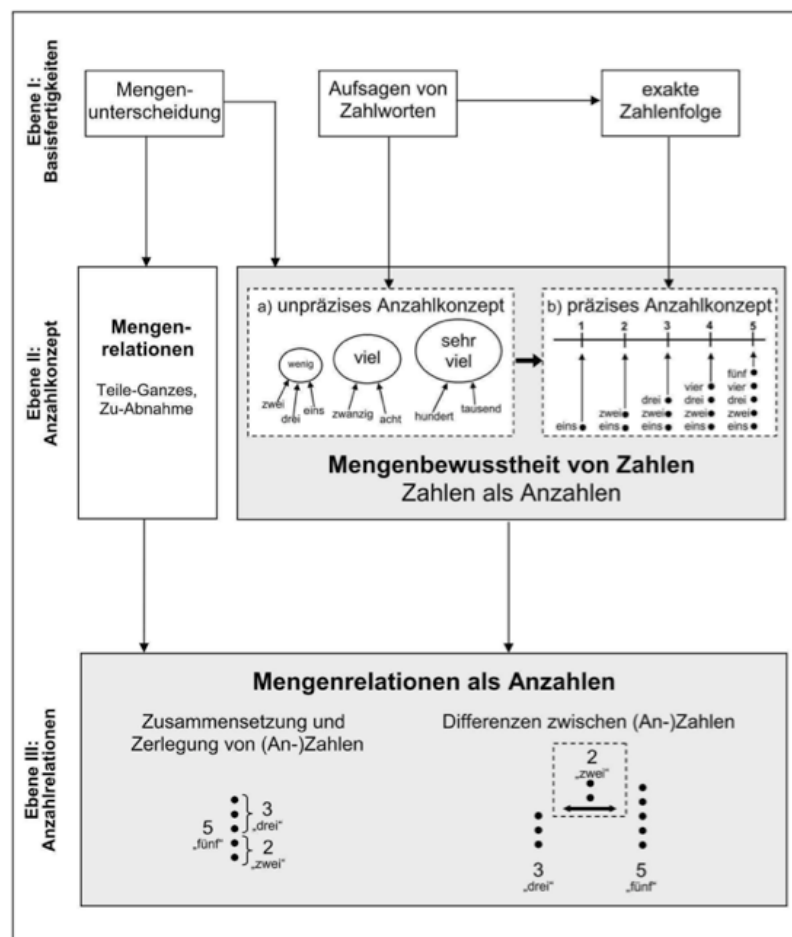 Ebene I:
Basisfertigkeiten
Mengen-
unterscheidung
Aufsagen von
Zahlworten
exakte
Zahlenfolge
Ebene II:
Anzahlkonzept
Mengen-
relationen
Teile-Ganzes,
Zu-Abnahme
a) unpräzises Anzahlkonzept
wenig
viel
sehr
viel
zwei
drei
eins
zwanzig
acht
hundert
tausend
b) präzises Anzahlkonzept
1 2 3 4 5
fünf
vier vier
drei drei drei
zwei zwei zwei zwei
eins eins eins eins eins
Mengenbewusstheit von Zahlen
Zahlen als Anzahlen
Ebene III:
Anzahlrelationen
Mengenrelationen als Anzahlen
Zusammensetzung und
Zerlegung von (An-)Zahlen
5
„fünf“
3
„drei“
2
„zwei“
Differenzen zwischen (An-)Zahlen
2
„zwei“
3
„drei“
5
„fünf“